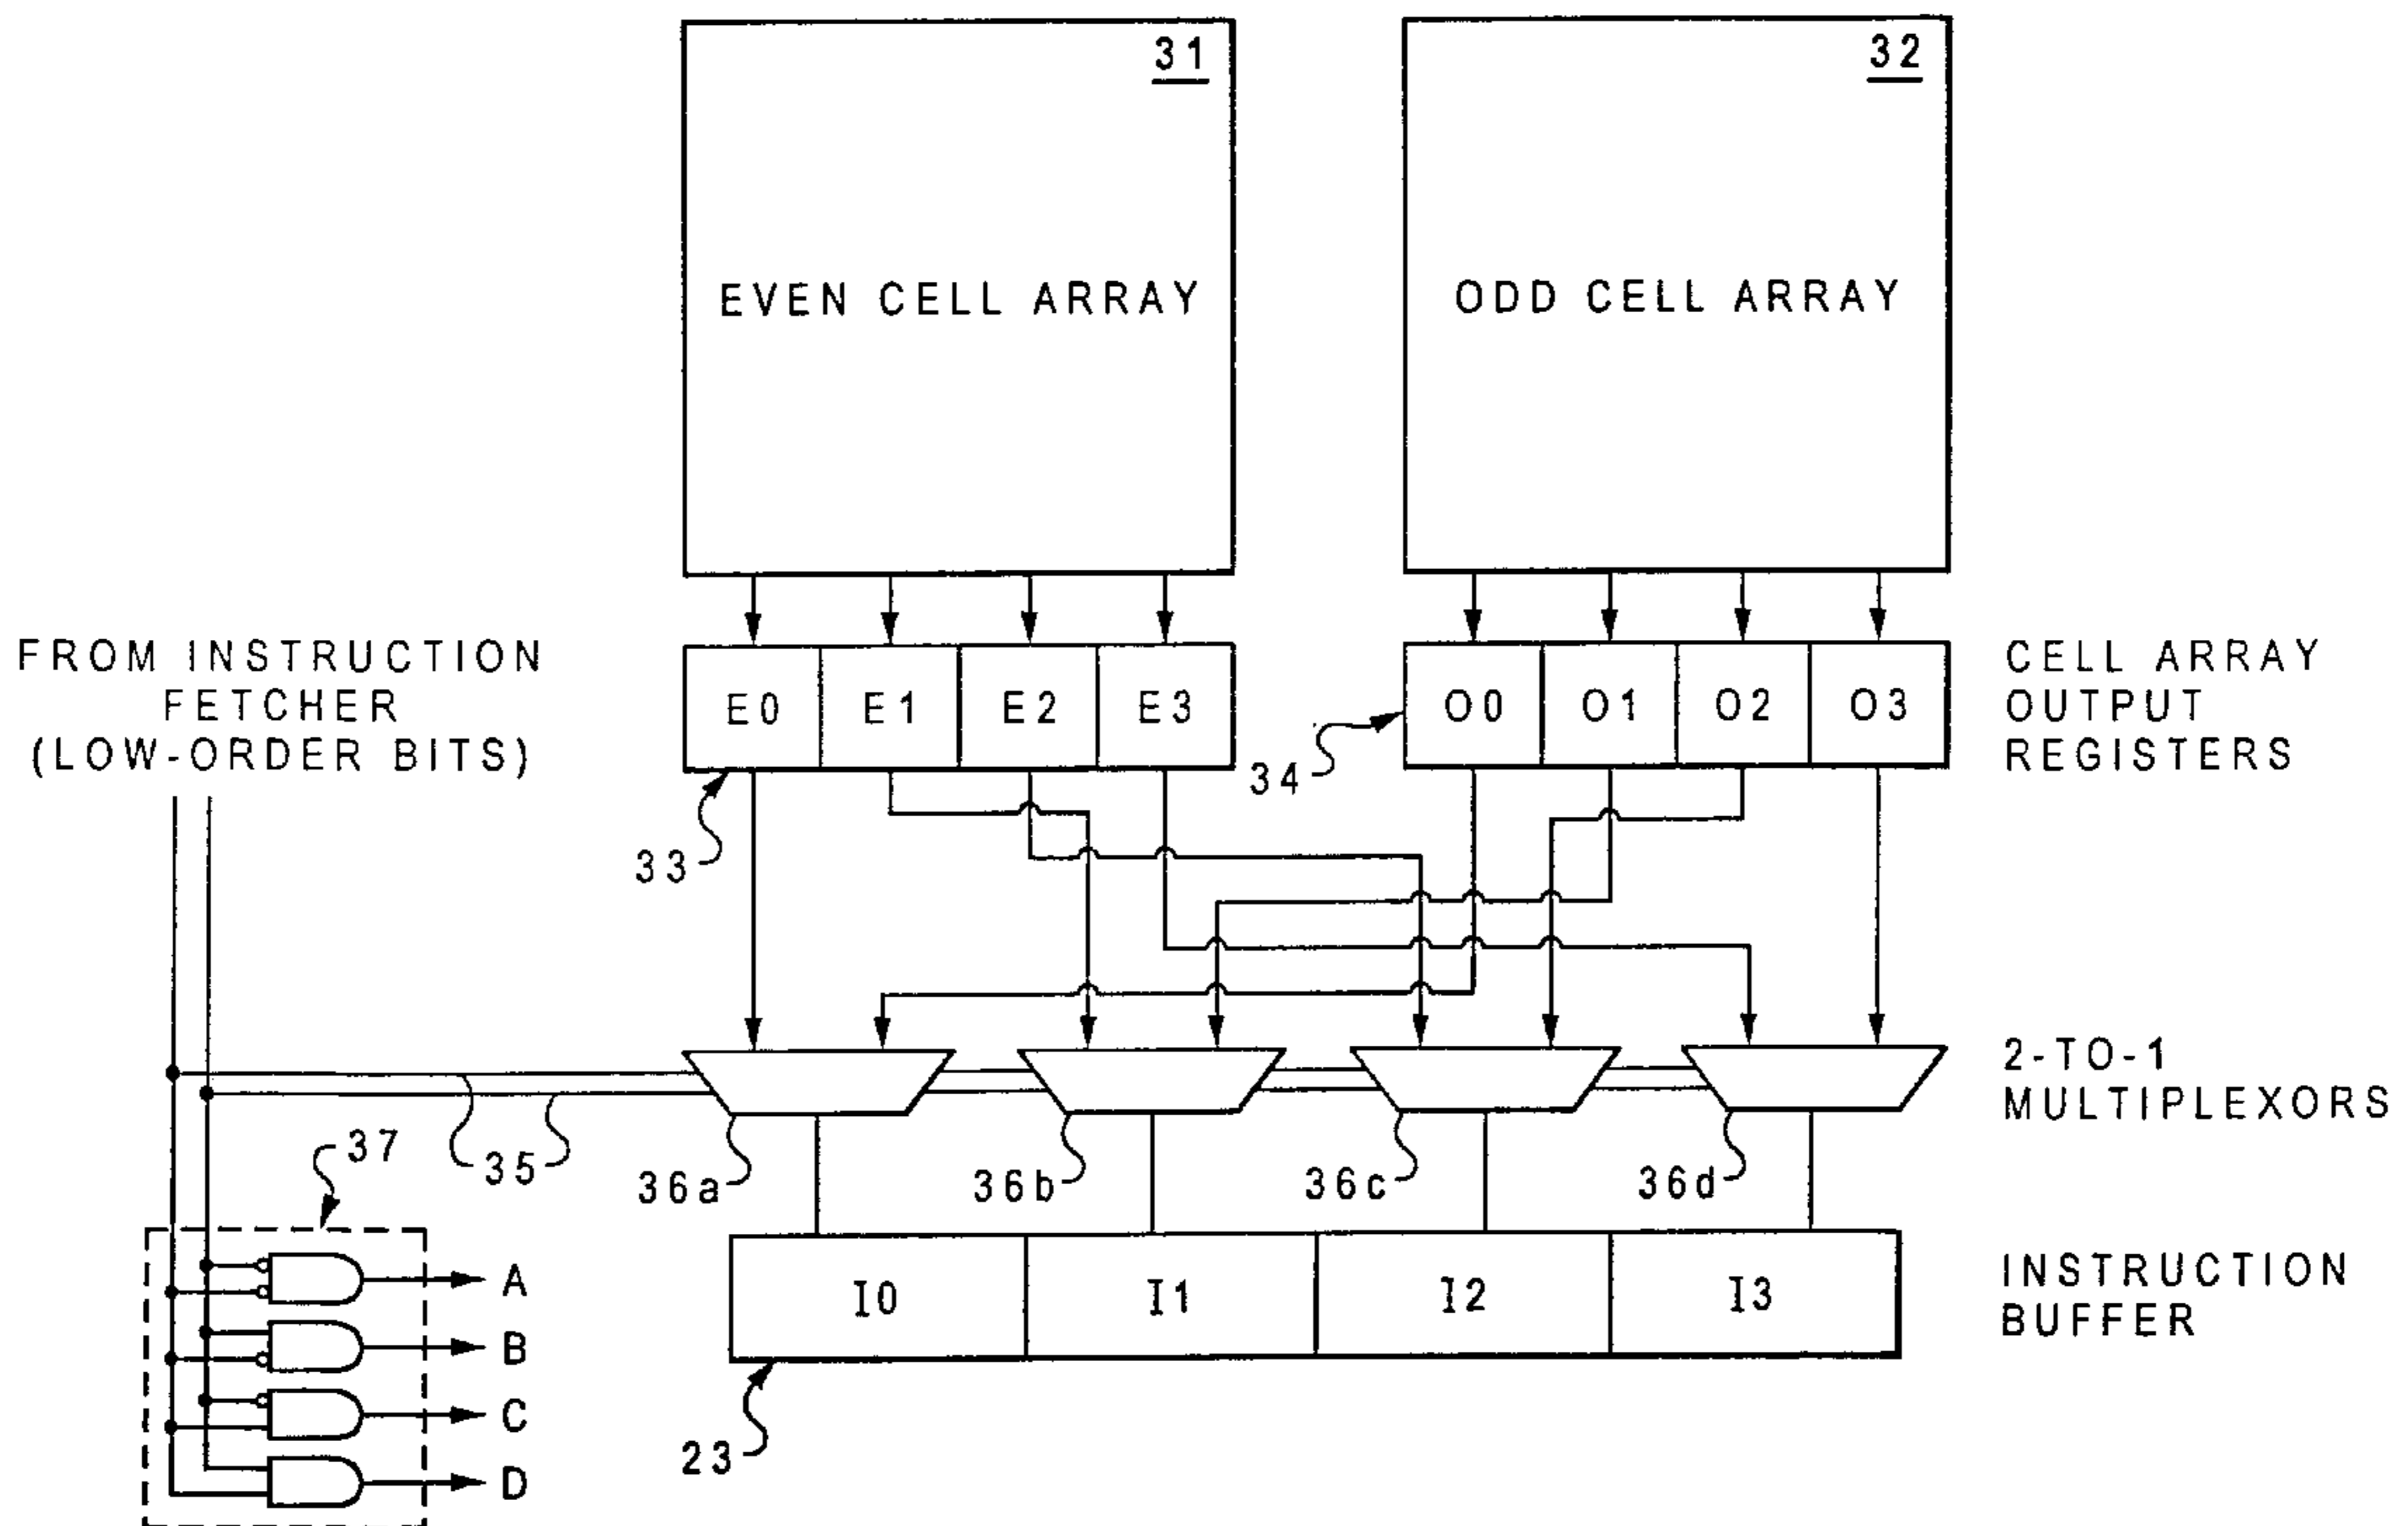 31
32
EVEN CELL ARRAY
ODD CELL ARRAY
FROM INSTRUCTION
FETCHER
(LOW-ORDER BITS)
E0 E1 E2 E3
O0 O1 O2 O3
CELL ARRAY
OUTPUT
REGISTERS
33
34
2-TO-1
MULTIPLEXORS
37
35
36a
36b
36c
36d
A
B
C
D
I0 I1 I2 I3
INSTRUCTION
BUFFER
23